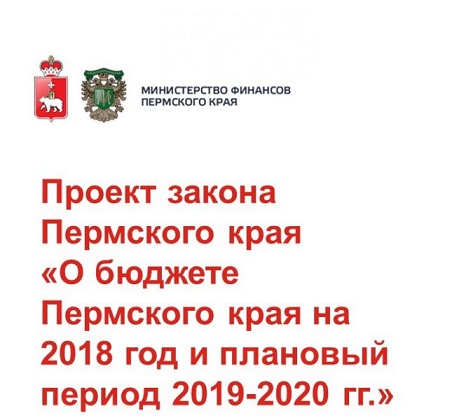 МИНИСТЕРСТВО ФИНАНСОВ
ПЕРМСКОГО КРАЯ
Проект закона
Пермского края
«О бюджете
Пермского края на
2018 год и плановый
период 2019-2020 гг.»